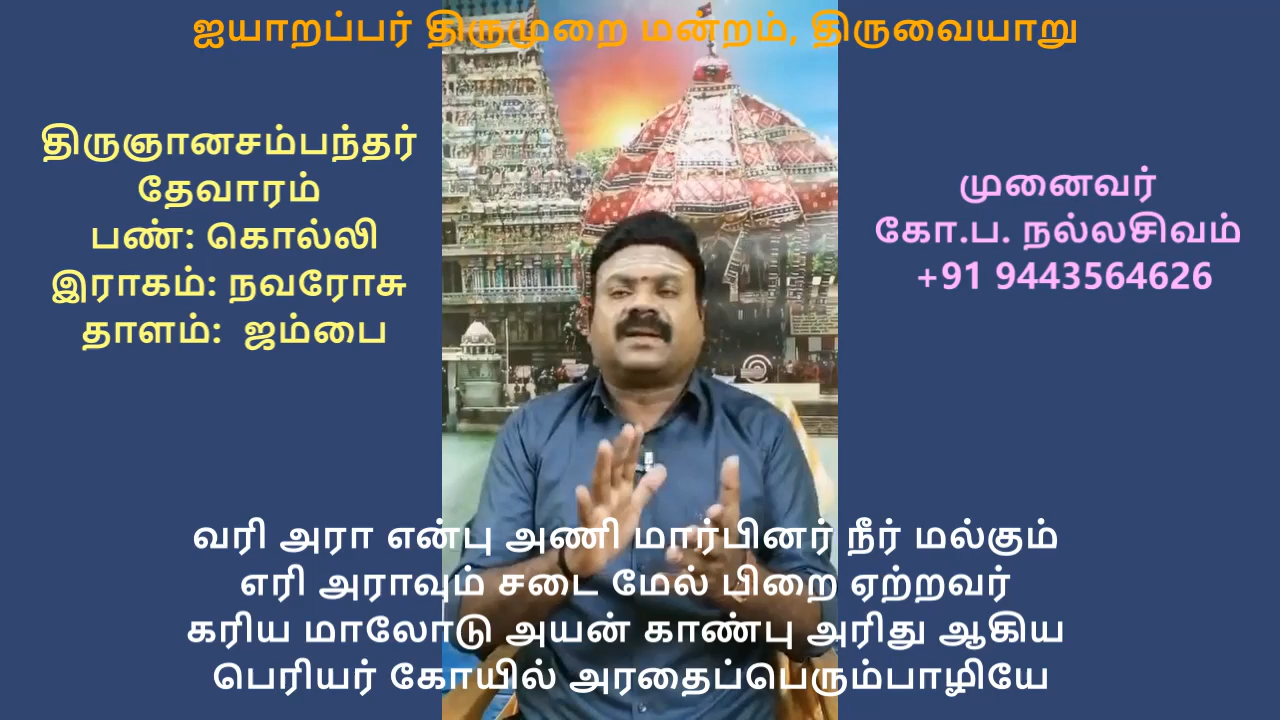 ஐயாறப்பர் திருமுறை மன்றம், திருவையாறு
திருஞானசம்பந்தர்
தேவாரம்
பண்: கொல்லி
இராகம்: நவரோசு
தாளம்: ஜம்பை
முனைவர்
கோ.ப. நல்லசிவம்
+91 9443564626
வரி அரா என்பு அணி மார்பினர் நீர் மல்கும்
எரி அராவும் சடை மேல் பிறை ஏற்றவர்
கரிய மாலோடு அயன் காண்பு அரிது ஆகிய
பெரியர் கோயில் அரதைப்பெரும்பாழியே